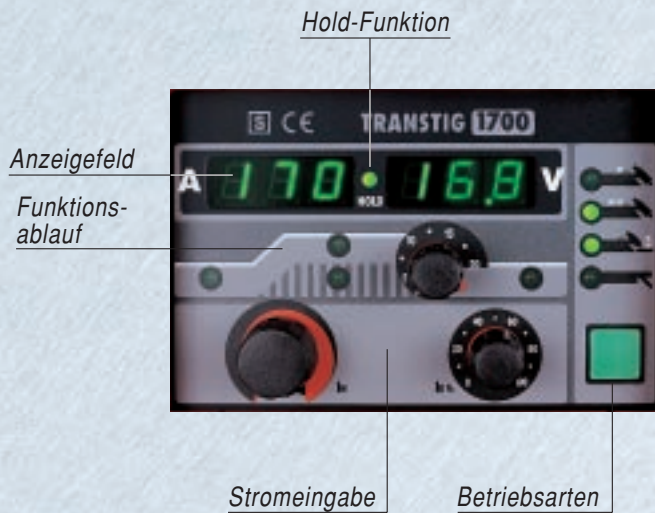 Hold-Funktion
S CE TRANSTIG 1700
Anzeigefeld
A 170 HOLD 16.8 V
Funktions-
ablauf
Stromeingabe
Betriebsarten